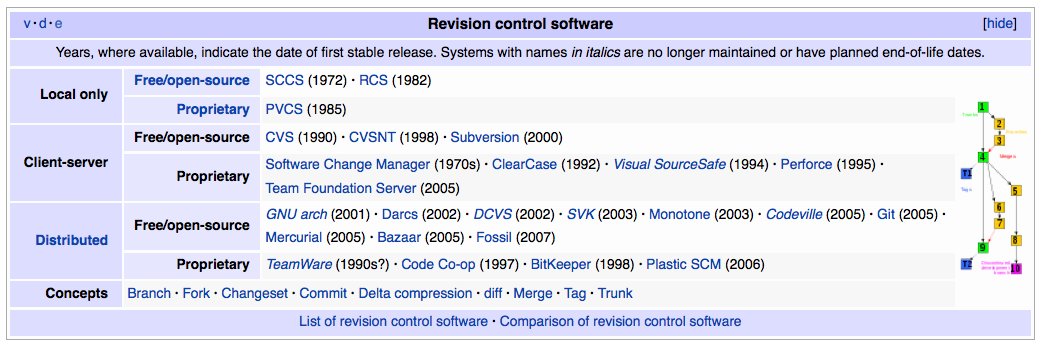 v · d · e Revision control software [hide]
Years, where available, indicate the date of first stable release. Systems with names in italics are no longer maintained or have planned end-of-life dates.
Local only
Free/open-source SCCS (1972) · RCS (1982)
Proprietary PVCS (1985)
Client-server
Free/open-source CVS (1990) · CVSNT (1998) · Subversion (2000)
Proprietary Software Change Manager (1970s) · ClearCase (1992) · Visual SourceSafe (1994) · Perforce (1995) ·
Team Foundation Server (2005)
Distributed
Free/open-source GNU arch (2001) · Darcs (2002) · DCVS (2002) · SVK (2003) · Monotone (2003) · Codeville (2005) · Git (2005) ·
Mercurial (2005) · Bazaar (2005) · Fossil (2007)
Proprietary TeamWare (1990s?) · Code Co-op (1997) · BitKeeper (1998) · Plastic SCM (2006)
Concepts Branch · Fork · Changeset · Commit · Delta compression · diff · Merge · Tag · Trunk
List of revision control software · Comparison of revision control software
1
2
3
4
T1
5
6
7
8
9
T2
10